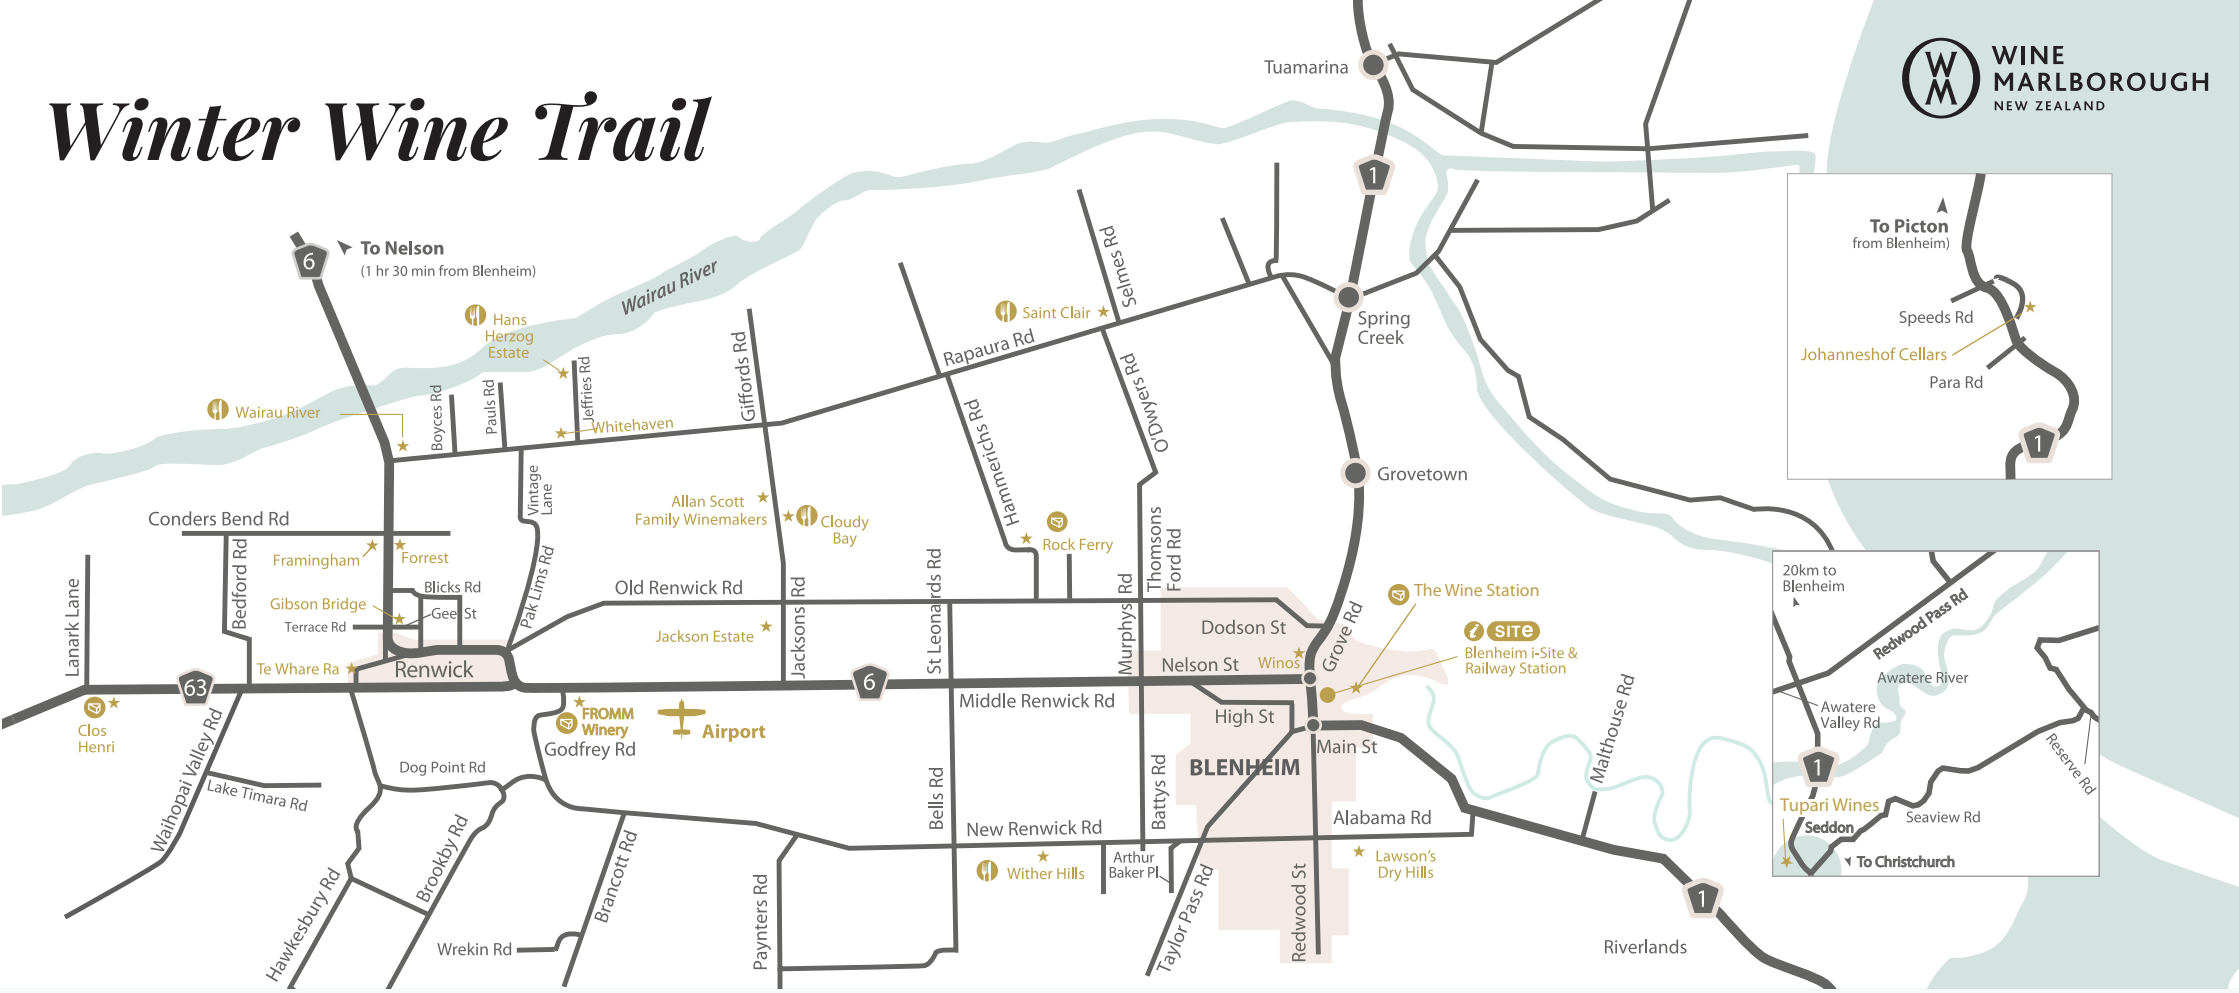 Winter Wine Trail
WINE
MARLBOROUGH
NEW ZEALAND
Tuamarina
1
To Picton
from Blenheim)
Speeds Rd
Johanneshof Cellars
Para Rd
1
6
To Nelson
(1 hr 30 min from Blenheim)
Wairau River
Selmes Rd
Hans
Herzog
Estate
Saint Clair
Spring
Creek
Rapaura Rd
Giffords Rd
Jeffries Rd
Pauls Rd
Boyces Rd
Wairau River
Whitehaven
O'Dwyers Rd
Hammerichs Rd
Grovetown
Vintage
Lane
Allan Scott
Family Winemakers
Cloudy
Bay
Conders Bend Rd
Framingham
Forrest
Rock Ferry
Thomsons
Ford Rd
Bedford Rd
Lanark Lane
Blicks Rd
Gibson Bridge
Gee St
Terrace Rd
Pak Lims Rd
Old Renwick Rd
Jackson Estate
Jacksons Rd
St Leonards Rd
Murphys Rd
Dodson St
Grove Rd
The Wine Station
i SITE
Blenheim i-Site &
Railway Station
Nelson St
Winos
Te Whare Ra
Renwick
63
6
Clos
Henri
FROMM
Winery
Godfrey Rd
Airport
Middle Renwick Rd
High St
Main St
BLENHEIM
Malthouse Rd
20km to
Blenheim
Redwood Pass Rd
Awatere River
Awatere
Valley Rd
1
Reserve Rd
Tupari Wines
Seddon
Seaview Rd
To Christchurch
Waihopai Valley Rd
Lake Timara Rd
Dog Point Rd
Brookby Rd
Hawkesbury Rd
Wrekin Rd
Brancott Rd
Paynters Rd
Bells Rd
Battys Rd
New Renwick Rd
Wither Hills
Arthur
Baker Pl
Taylor Pass Rd
Redwood St
Alabama Rd
Lawson's
Dry Hills
1
Riverlands